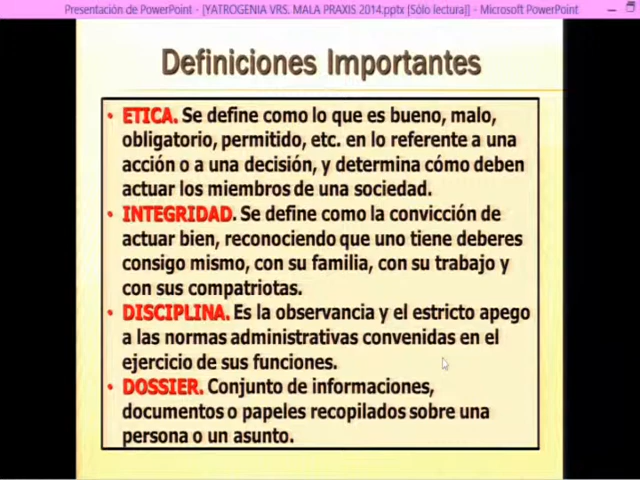 Presentación de PowerPoint - [YATROGENIA VRS. MALA PRAXIS 2014.pptx [Sólo lectura]] - Microsoft PowerPoint
Definiciones Importantes
• ETICA. Se define como lo que es bueno, malo,
obligatorio, permitido, etc. en lo referente a una
acción o a una decisión, y determina cómo deben
actuar los miembros de una sociedad.
• INTEGRIDAD. Se define como la convicción de
actuar bien, reconociendo que uno tiene deberes
consigo mismo, con su familia, con su trabajo y
con sus compatriotas.
• DISCIPLINA. Es la observancia y el estricto apego
a las normas administrativas convenidas en el
ejercicio de sus funciones.
• DOSSIER. Conjunto de informaciones,
documentos o papeles recopilados sobre una
persona o un asunto.